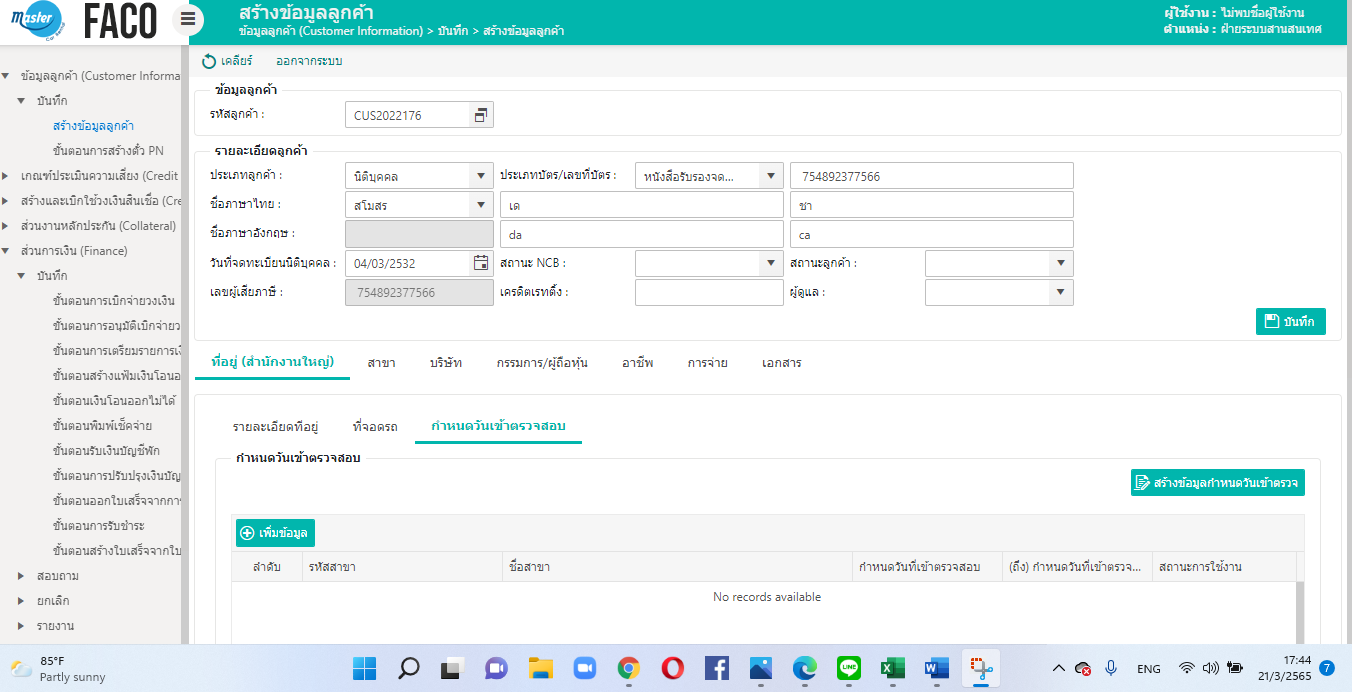 Master
Car Rental
FACO
สร้างข้อมูลลูกค้า
ข้อมูลลูกค้า (Customer Information) > บันทึก > สร้างข้อมูลลูกค้า
ผู้ใช้งาน : ไม่พบชื่อผู้ใช้งาน
ตำแหน่ง : ฝ่ายระบบสานสนเทศ
เคลียร์ ออกจากระบบ
ข้อมูลลูกค้า (Customer Informa
บันทึก
สร้างข้อมูลลูกค้า
ขั้นตอนการสร้างตั๋ว PN
เกณฑ์ประเมินความเสี่ยง (Credit
สร้างและเบิกใช้วงเงินสินเชื่อ (Cre
ส่วนงานหลักประกัน (Collateral)
ส่วนการเงิน (Finance)
บันทึก
ขั้นตอนการเบิกจ่ายวงเงิน
ขั้นตอนการอนุมัติเบิกจ่ายว
ขั้นตอนการเตรียมรายการเงิ
ขั้นตอนสร้างแฟ้มเงินโอนอ
ขั้นตอนเงินโอนออกไม่ได้
ขั้นตอนพิมพ์เช็คจ่าย
ขั้นตอนรับเงินบัญชีพัก
ขั้นตอนการปรับปรุงเงินบัญ
ขั้นตอนออกใบเสร็จจากการ
ขั้นตอนการรับชำระ
ขั้นตอนสร้างใบเสร็จจากใบ
สอบถาม
ยกเลิก
รายงาน
ข้อมูลลูกค้า
รหัสลูกค้า : CUS2022176
รายละเอียดลูกค้า
ประเภทลูกค้า : นิติบุคคล ประเภทบัตร/เลขที่บัตร : หนังสือรับรองจด... 754892377566
ชื่อภาษาไทย : สโมสร เด ชา
ชื่อภาษาอังกฤษ : da ca
วันที่จดทะเบียนนิติบุคคล : 04/03/2532 สถานะ NCB : สถานะลูกค้า :
เลขผู้เสียภาษี : 754892377566 เครดิตเรทติ้ง : ผู้ดูแล :
บันทึก
ที่อยู่ (สำนักงานใหญ่) สาขา บริษัท กรรมการ/ผู้ถือหุ้น อาชีพ การจ่าย เอกสาร
รายละเอียดที่อยู่ ที่จอดรถ กำหนดวันเข้าตรวจสอบ
กำหนดวันเข้าตรวจสอบ
สร้างข้อมูลกำหนดวันเข้าตรวจ
เพิ่มข้อมูล
ลำดับ รหัสสาขา ชื่อสาขา กำหนดวันที่เข้าตรวจสอบ (ถึง) กำหนดวันที่เข้าตรวจ... สถานะการใช้งาน
No records available
85°F
Partly sunny
LINE
ENG
17:44
21/3/2565
7